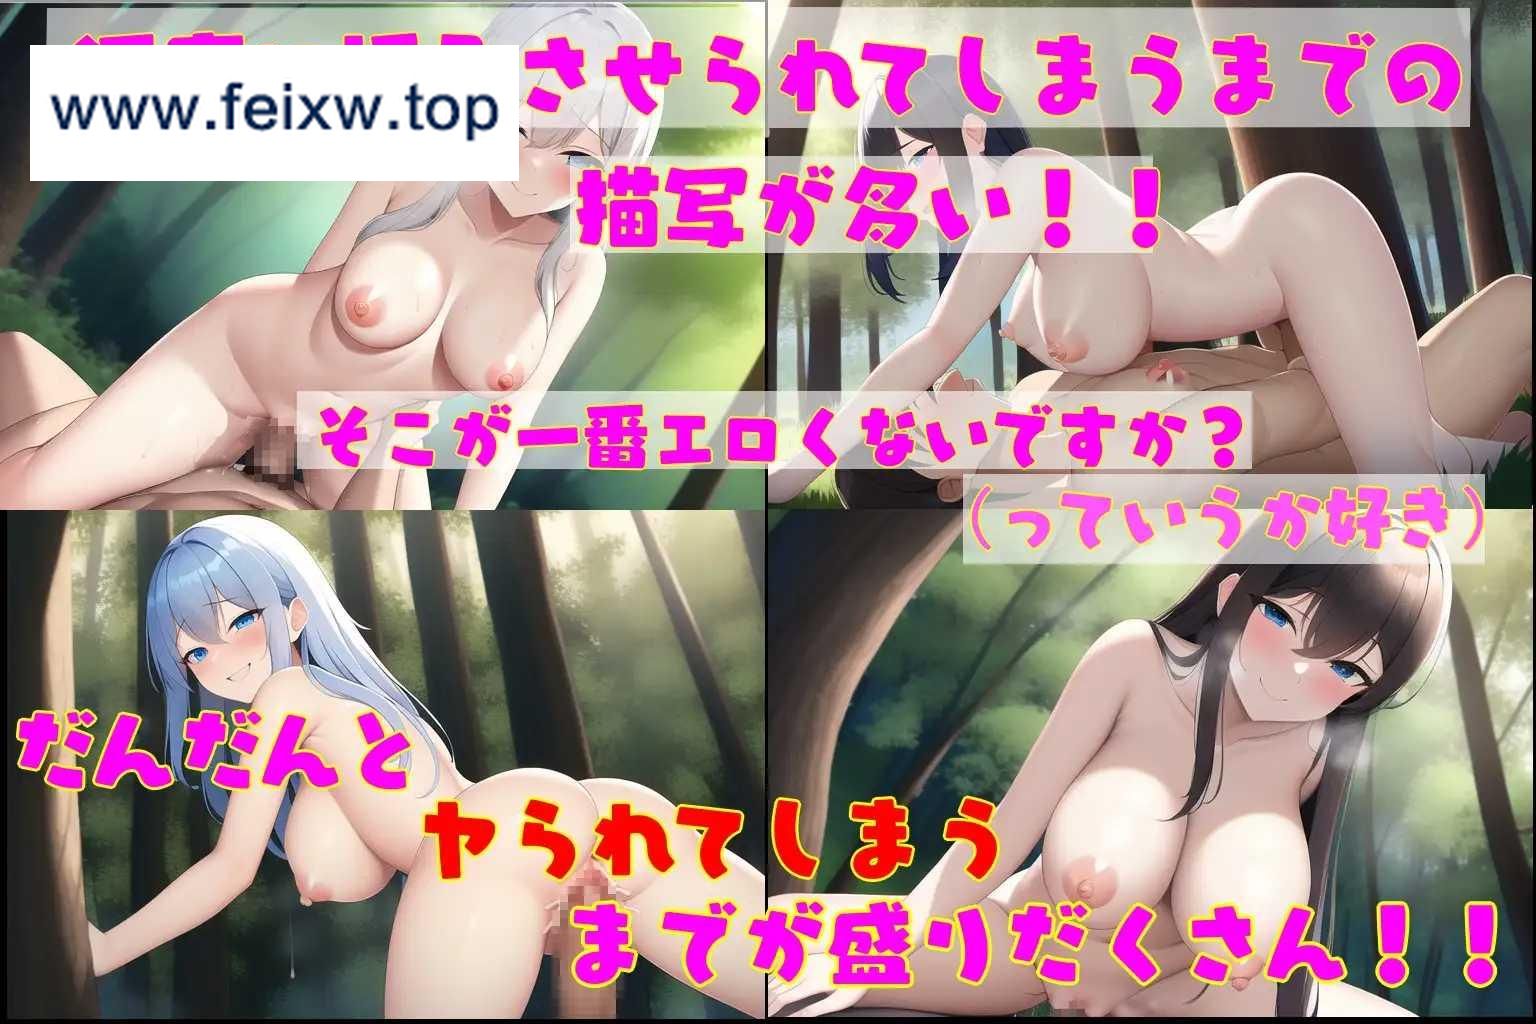 www.feixw.top
させられてしまうまでの
描写が多い！！
そこが一番エロくないですか？
（っていうか好き）
だんだんと
ヤられてしまう
までが盛りだくさん！！